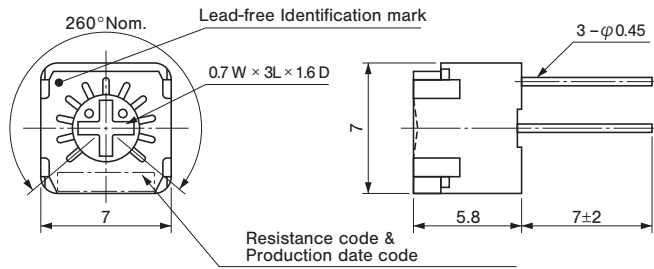 260°Nom.
Lead-free Identification mark
3 – φ0.45
0.7 W × 3L × 1.6 D
7
7
5.8
7±2
Resistance code &
Production date code